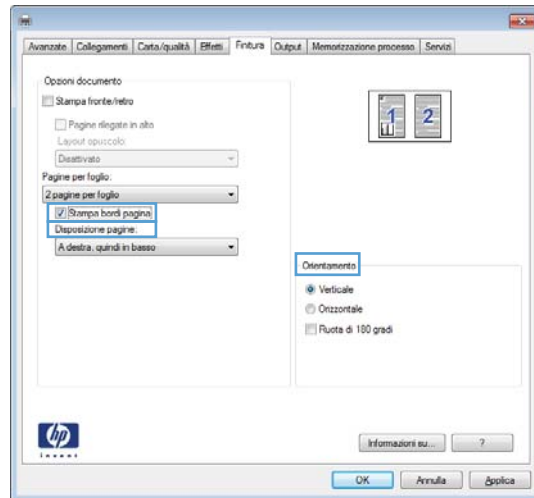 Avanzate Collegamenti Carta/qualità Effetti Finitura Output Memorizzazione processo Servizi
Opzioni documento
Stampa fronte/retro
Pagine rilegate in alto
Layout opuscolo:
Disattivato
Pagine per foglio:
2 pagine per foglio
Stampa bordi pagina
Disposizione pagine:
A destra, quindi in basso
1 2
Orientamento
Verticale
Orizzontale
Ruota di 180 gradi
hp
invent
Informazioni su... ?
OK Annulla Applica